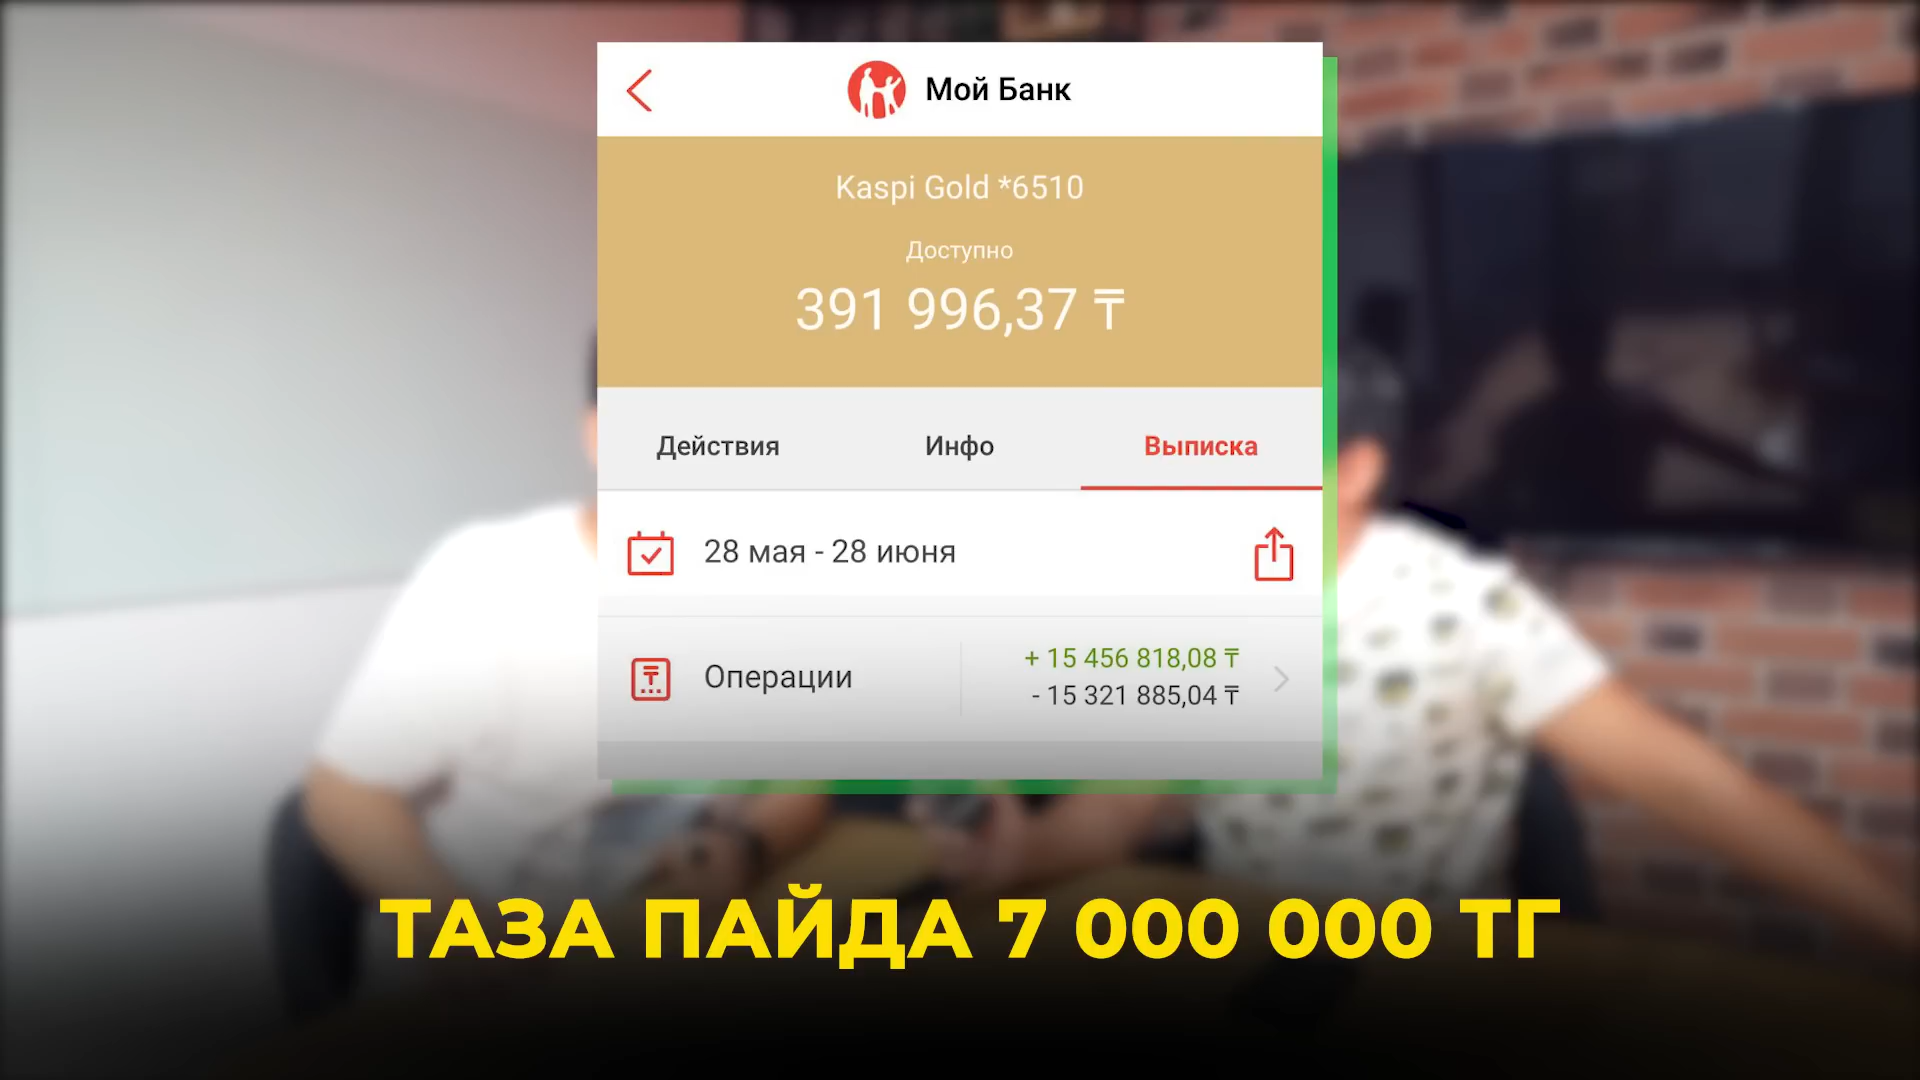 Мой Банк
Kaspi Gold *6510
Доступно
391 996,37 ₸
Действия Инфо Выписка
28 мая - 28 июня
Операции
+ 15 456 818,08 ₸
- 15 321 885,04 ₸
ТАЗА ПАЙДА 7 000 000 ТГ